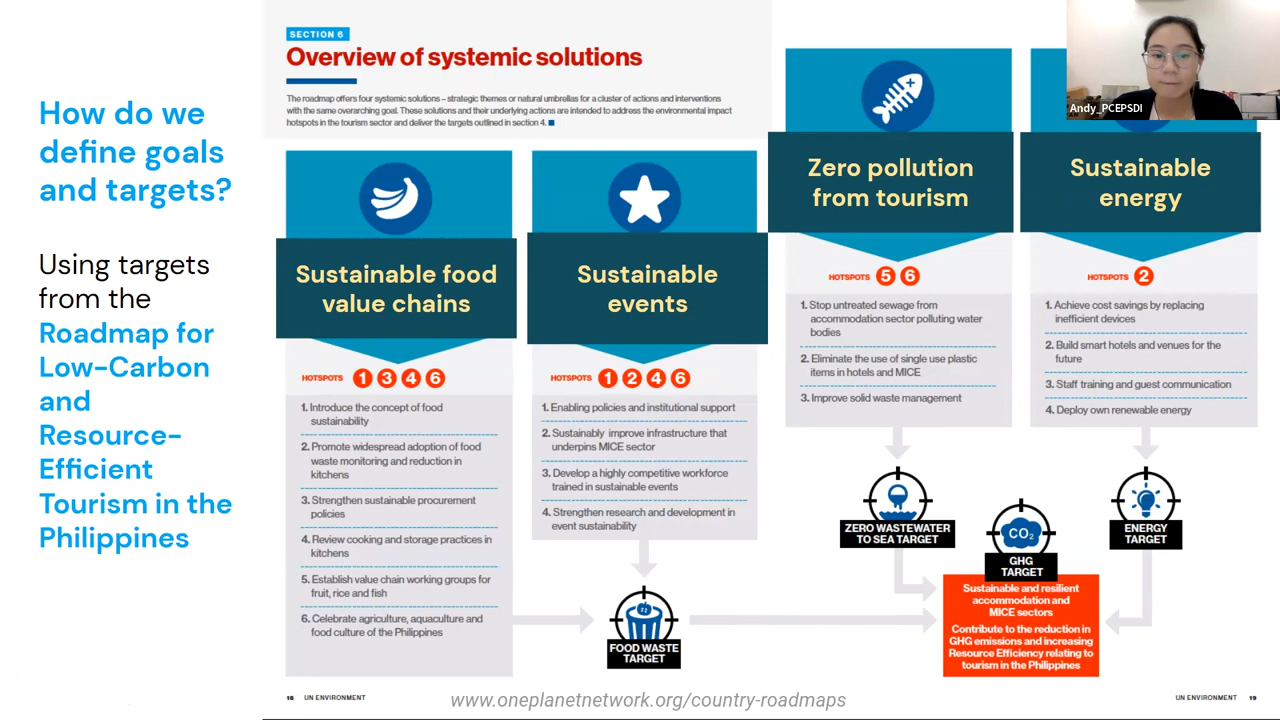 How do we
define goals
and targets?
Using targets
from the
Roadmap for
Low-Carbon
and
Resource-
Efficient
Tourism in the
Philippines
SECTION 6
Overview of systemic solutions
The roadmap offers four systemic solutions – strategic themes or natural umbrellas for a cluster of actions and interventions
with the same overarching goal. These solutions and their underlying actions are intended to address the environmental impact
hotspots in the tourism sector and deliver the targets outlined in section 4.
Sustainable food
value chains
HOTSPOTS 1 3 4 6
1. Introduce the concept of food
sustainability
2. Promote widespread adoption of food
waste monitoring and reduction in
kitchens
3. Strengthen sustainable procurement
policies
4. Review cooking and storage practices in
kitchens
5. Establish value chain working groups for
fruit, rice and fish
6. Celebrate agriculture, aquaculture and
food culture of the Philippines
Sustainable
events
HOTSPOTS 1 2 4 6
1. Enabling policies and institutional support
2. Sustainably improve infrastructure that
underpins MICE sector
3. Develop a highly competitive workforce
trained in sustainable events
4. Strengthen research and development in
event sustainability
FOOD WASTE
TARGET
Zero pollution
from tourism
HOTSPOTS 5 6
1. Stop untreated sewage from
accommodation sector polluting water
bodies
2. Eliminate the use of single use plastic
items in hotels and MICE
3. Improve solid waste management
ZERO WASTEWATER
TO SEA TARGET
Andy_PCEPSDI
Sustainable
energy
HOTSPOTS 2
1. Achieve cost savings by replacing
inefficient devices
2. Build smart hotels and venues for the
future
3. Staff training and guest communication
4. Deploy own renewable energy
ENERGY
TARGET
CO₂
GHG
TARGET
Sustainable and resilient
accommodation and
MICE sectors
Contribute to the reduction in
GHG emissions and increasing
Resource Efficiency relating to
tourism in the Philippines
18 UN ENVIRONMENT
www.oneplanetnetwork.org/country-roadmaps
UN ENVIRONMENT 19